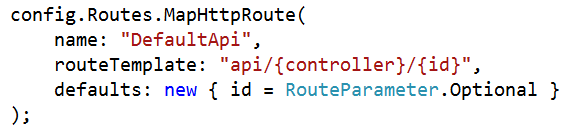 config.Routes.MapHttpRoute(
    name: "DefaultApi",
    routeTemplate: "api/{controller}/{id}",
    defaults: new { id = RouteParameter.Optional }
);